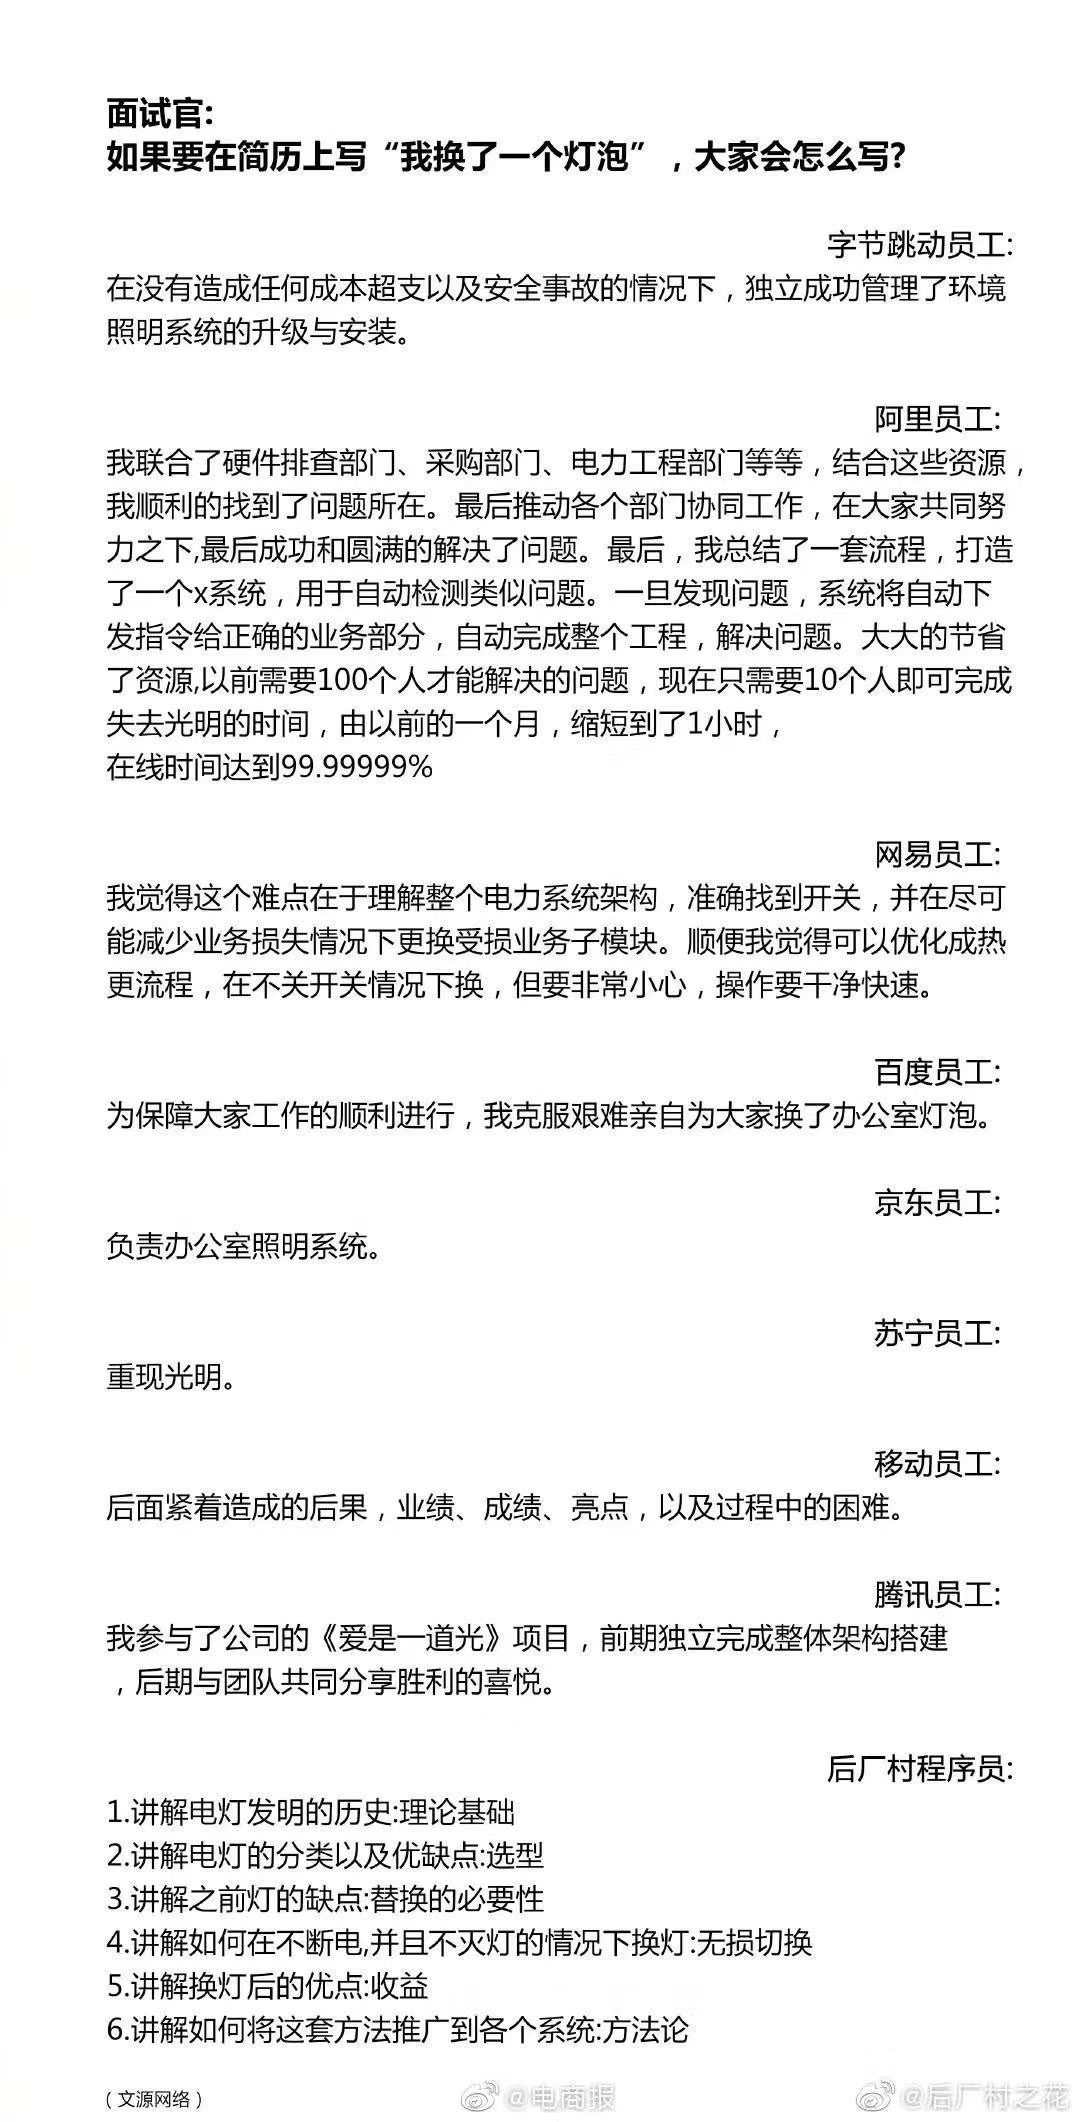 面试官:
如果要在简历上写“我换了一个灯泡”，大家会怎么写?
字节跳动员工:
在没有造成任何成本超支以及安全事故的情况下，独立成功管理了环境
照明系统的升级与安装。
阿里员工:
我联合了硬件排查部门、采购部门、电力工程部门等等，结合这些资源，
我顺利的找到了问题所在。最后推动各个部门协同工作，在大家共同努
力之下,最后成功和圆满的解决了问题。最后，我总结了一套流程，打造
了一个x系统，用于自动检测类似问题。一旦发现问题，系统将自动下
发指令给正确的业务部分，自动完成整个工程，解决问题。大大的节省
了资源,以前需要100个人才能解决的问题，现在只需要10个人即可完成
失去光明的时间，由以前的一个月，缩短到了1小时，
在线时间达到99.99999%
网易员工:
我觉得这个难点在于理解整个电力系统架构，准确找到开关，并在尽可
能减少业务损失情况下更换受损业务子模块。顺便我觉得可以优化成热
更流程，在不关开关情况下换，但要非常小心，操作要干净快速。
百度员工:
为保障大家工作的顺利进行，我克服艰难亲自为大家换了办公室灯泡。
京东员工:
负责办公室照明系统。
苏宁员工:
重现光明。
移动员工:
后面紧着造成的后果，业绩、成绩、亮点，以及过程中的困难。
腾讯员工:
我参与了公司的《爱是一道光》项目，前期独立完成整体架构搭建
，后期与团队共同分享胜利的喜悦。
后厂村程序员:
1.讲解电灯发明的历史:理论基础
2.讲解电灯的分类以及优缺点:选型
3.讲解之前灯的缺点:替换的必要性
4.讲解如何在不断电,并且不灭灯的情况下换灯:无损切换
5.讲解换灯后的优点:收益
6.讲解如何将这套方法推广到各个系统:方法论
（文源网络）
@电商报
@后厂村之花